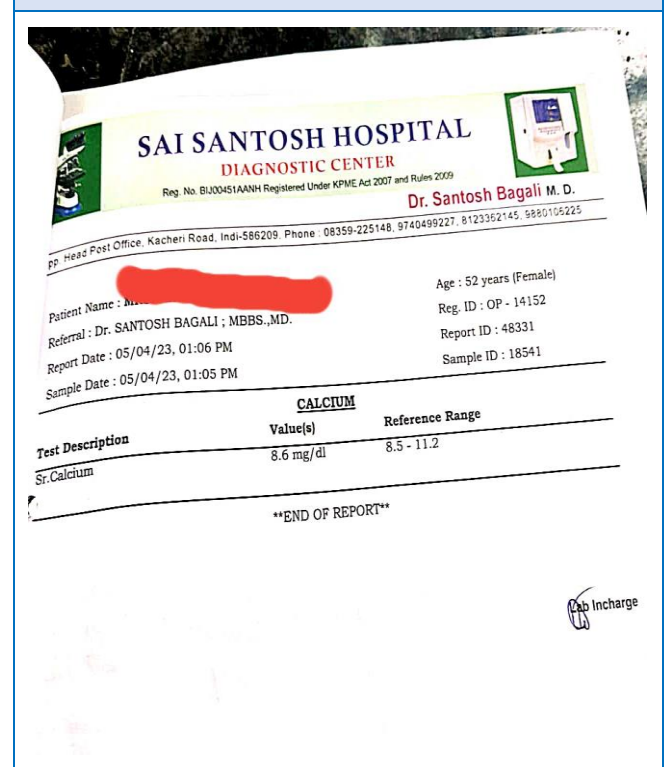 SAI SANTOSH HOSPITAL
DIAGNOSTIC CENTER
Reg. No. BIJ00451AANH Registered Under KPME Act 2007 and Rules 2009
Dr. Santosh Bagali M. D.
pp. Head Post Office, Kacheri Road, Indi-586209. Phone : 08359-225148, 9740499227, 8123362145, 9880105225
Patient Name :
Age : 52 years (Female)
Referral : Dr. SANTOSH BAGALI ; MBBS.,MD.
Reg. ID : OP - 14152
Report Date : 05/04/23, 01:06 PM
Report ID : 48331
Sample Date : 05/04/23, 01:05 PM
Sample ID : 18541
CALCIUM
Test Description Value(s) Reference Range
Sr.Calcium 8.6 mg/dl 8.5 - 11.2
**END OF REPORT**
Lab Incharge